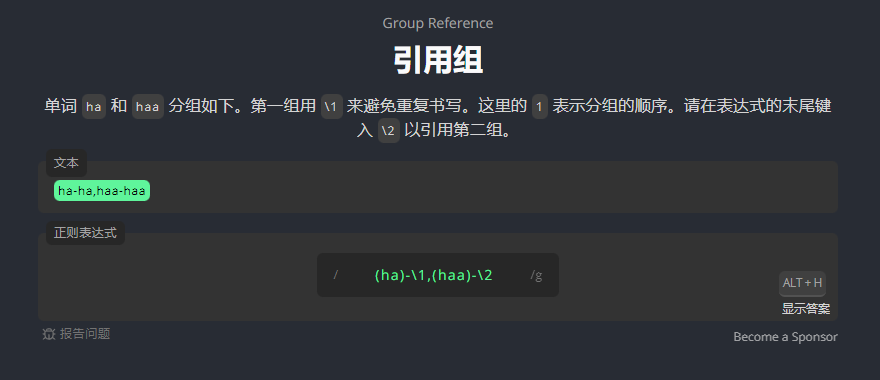 Group Reference
引用组
单词 ha 和 haa 分组如下。第一组用 \1 来避免重复书写。这里的 1 表示分组的顺序。请在表达式的末尾键
入 \2 以引用第二组。
文本
ha-ha,haa-haa
正则表达式
/ (ha)-\1,(haa)-\2 /g
ALT + H
显示答案
报告问题
Become a Sponsor